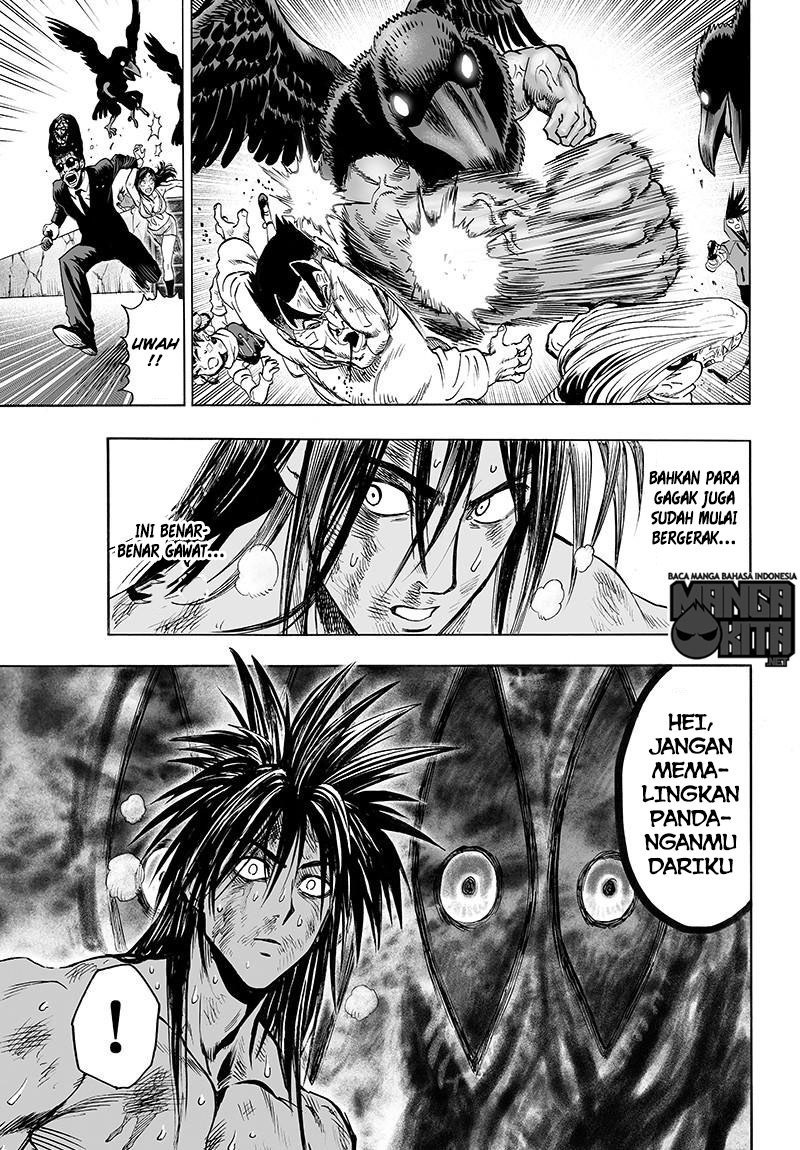 UWAH
!!
BAHKAN PARA
GAGAK JUGA
SUDAH MULAI
BERGERAK...
INI BENAR-
BENAR GAWAT...
BACA MANGA BAHASA INDONESIA
MANGA
KITA
.NET
HEI,
JANGAN
MEMA-
LINGKAN
PANDA-
NGANMU
DARIKU
!